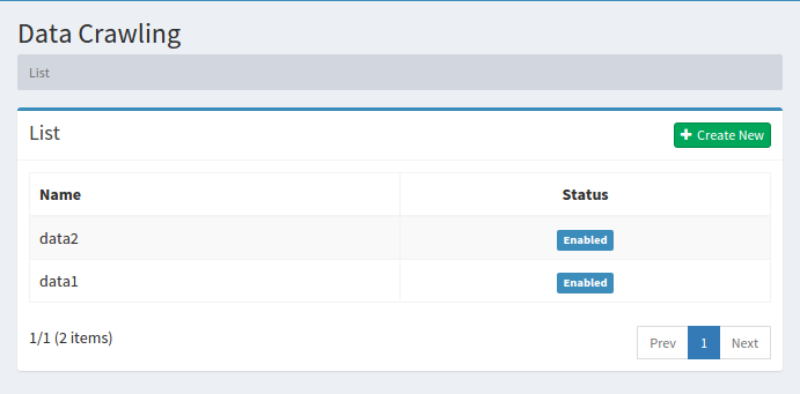 Data Crawling
List
List
Create New
Name Status
data2 Enabled
data1 Enabled
1/1 (2 items)
Prev 1 Next